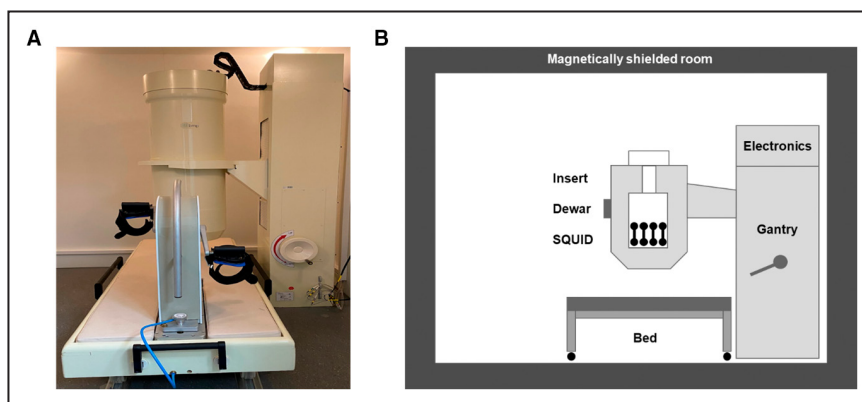 A
B
Magnetically shielded room
Electronics
Insert
Dewar
SQUID
Gantry
Bed